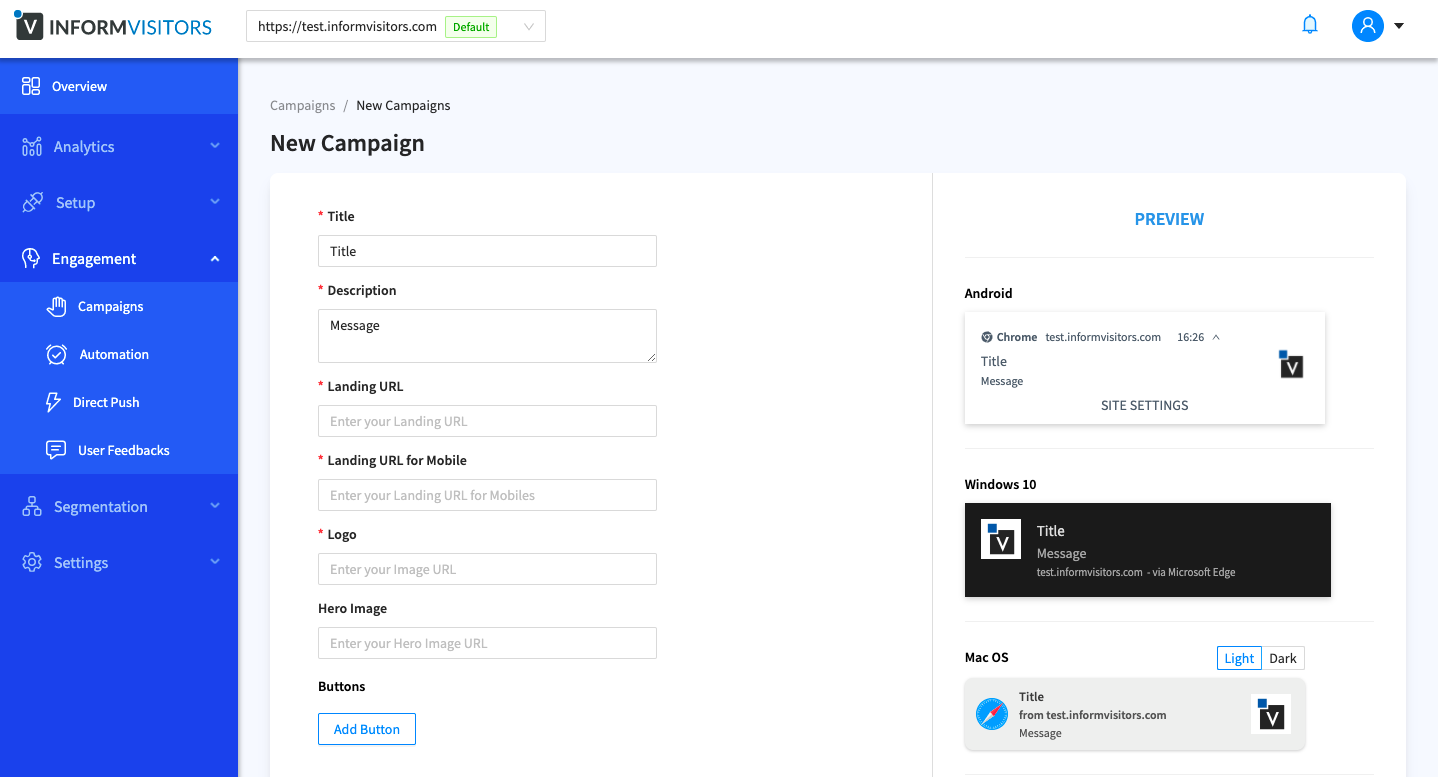 V INFORMVISITORS
https://test.informvisitors.com Default
Overview
Analytics
Setup
Engagement
Campaigns
Automation
Direct Push
User Feedbacks
Segmentation
Settings
Campaigns / New Campaigns
New Campaign
* Title
Title
* Description
Message
* Landing URL
Enter your Landing URL
* Landing URL for Mobile
Enter your Landing URL for Mobiles
* Logo
Enter your Image URL
Hero Image
Enter your Hero Image URL
Buttons
Add Button
PREVIEW
Android
Chrome test.informvisitors.com 16:26
Title
Message
V
SITE SETTINGS
Windows 10
V
Title
Message
test.informvisitors.com - via Microsoft Edge
Mac OS
Light Dark
Title
from test.informvisitors.com
Message
V